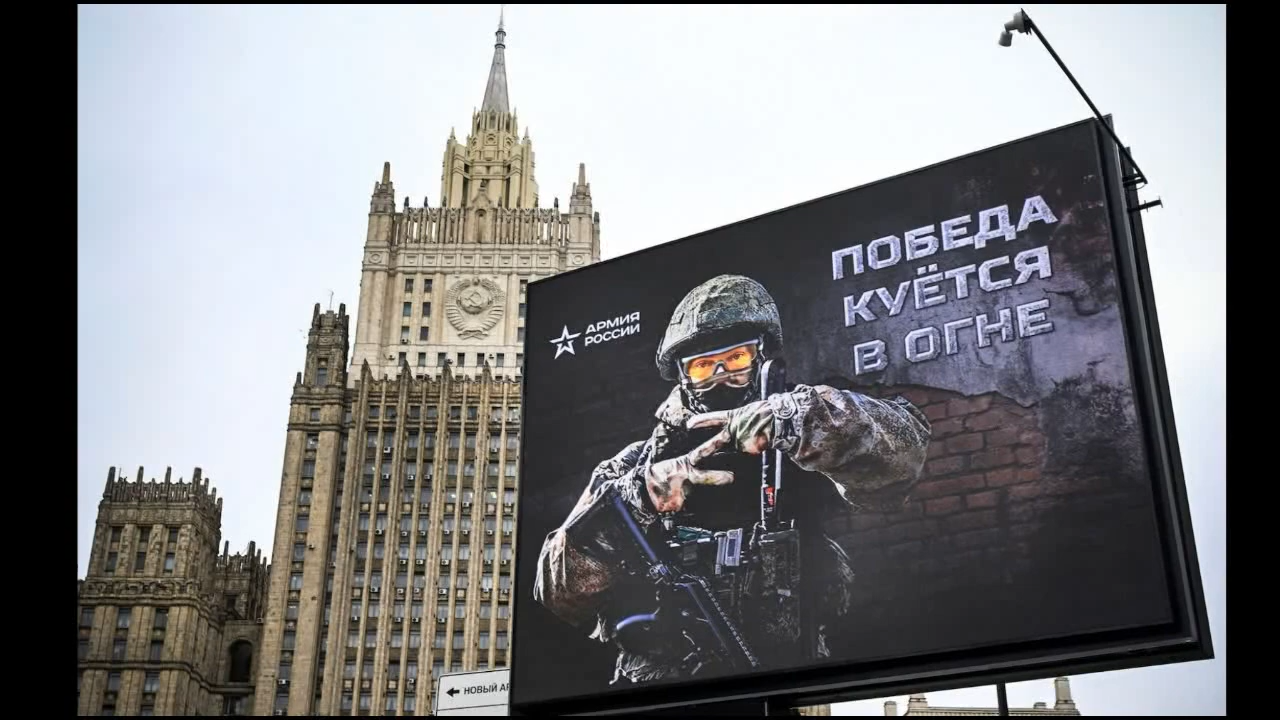 АРМИЯ
РОССИИ
ПОБЕДА
КУЁТСЯ
В ОГНЕ
НОВЫЙ